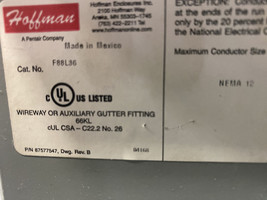 Hoffman
A Pentair Company
Hoffman Enclosures Inc.
2100 Hoffman Way
Anoka, MN 55303-1745
(763) 422-2211 Tel
hoffmanonline.com
Made in Mexico
Cat. No.
F88L36
c UL US LISTED
WIREWAY OR AUXILIARY GUTTER FITTING
66KL
cUL CSA – C22.2 No. 26
P/N 87577547, Dwg. Rev. B
EXCEPTION:
at the ends of the run
only by the 20 percent
the National Electrical
Maximum Conductor Size
NEMA 12